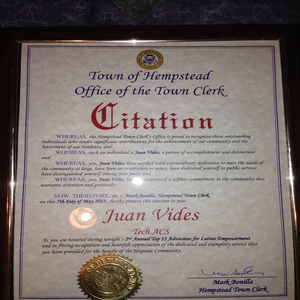 Town of Hempstead
Office of the Town Clerk
Citation
WHEREAS, the Hempstead Town Clerk's Office is proud to recognize those outstanding
individuals who render significant contributions for the enhancement of our community and the
betterment of our residents; and
WHEREAS, such an individual is Juan Vides, a person of accomplishment and distinction;
and
WHEREAS, you, Juan Vides, have worked with extraordinary dedication to meet the needs of
the community at large, have been an inspiration to many, have dedicated yourself to public service,
have distinguished yourself among your peers; and
WHEREAS, you, Juan Vides, have demonstrated a selfless commitment to the community that
warrants attention and gratitude;
NOW, THEREFORE, do I, Mark Bonilla, Hempstead Town Clerk
on this 7th Day of May 2013, hereby present this citation to you
Juan Vides
Tech ACS
As you are honored during tonight's 2nd Annual Top 25 Advocates for Latino Empowerment
and in fitting recognition and heartfelt appreciation of the dedicated and exemplary service that
you have provided for the benefit of the Hispanic Community.
Mark Bonilla
Hempstead Town Clerk